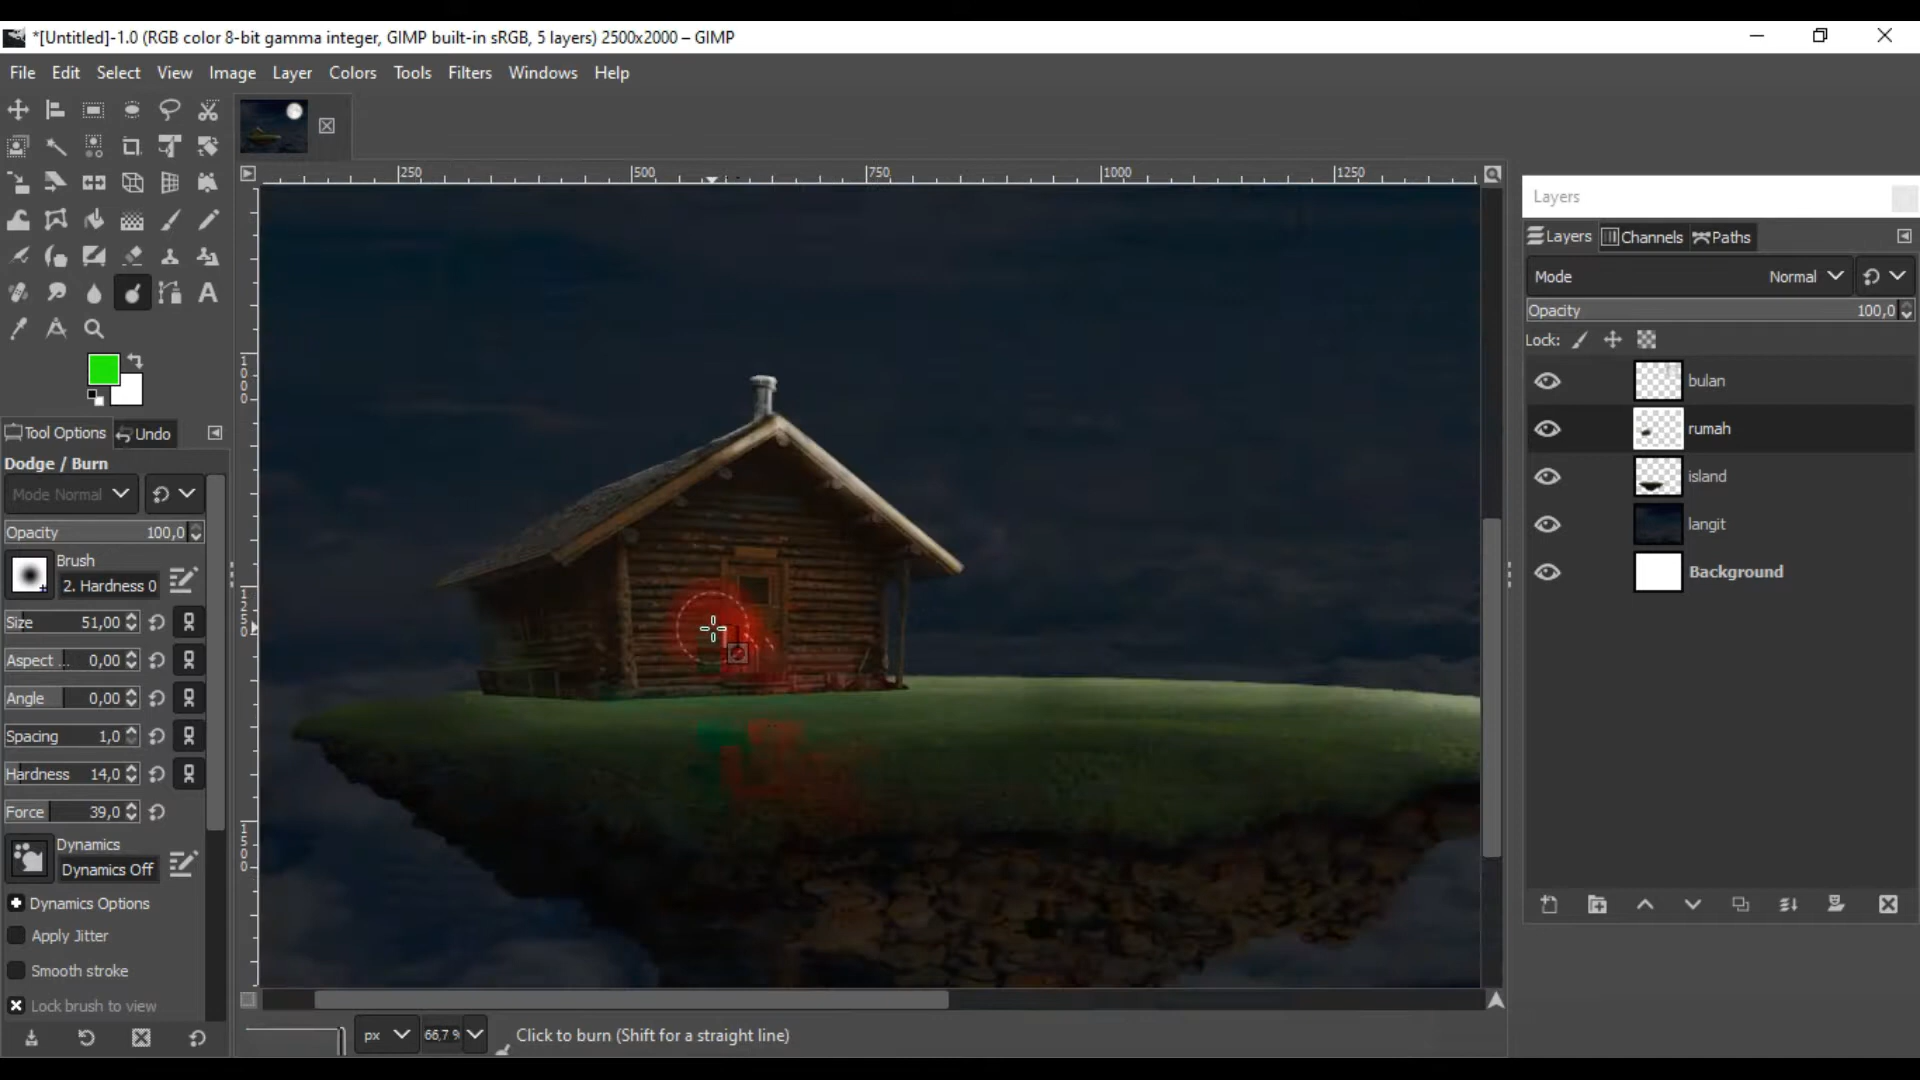 *[Untitled]-1.0 (RGB color 8-bit gamma integer, GIMP built-in sRGB, 5 layers) 2500x2000 – GIMP
File Edit Select View Image Layer Colors Tools Filters Windows Help
250 500 750 1000 1250
Layers
Layers Channels Paths
Mode Normal
Opacity 100,0
Lock:
bulan
rumah
island
langit
Background
Tool Options Undo
Dodge / Burn
Mode Normal
Opacity 100,0
Brush
2. Hardness 0
Size 51,00
Aspect ... 0,00
Angle 0,00
Spacing 1,0
Hardness 14,0
Force 39,0
Dynamics
Dynamics Off
Dynamics Options
Apply Jitter
Smooth stroke
Lock brush to view
1000
1250
1500
px 66,7 % Click to burn (Shift for a straight line)